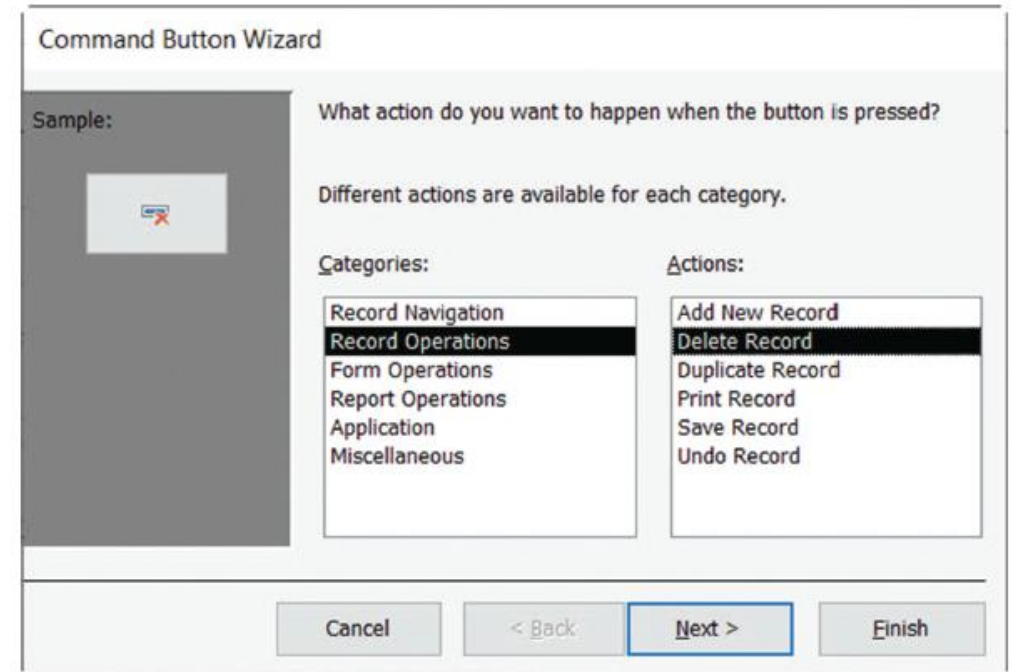 Command Button Wizard
Sample:
What action do you want to happen when the button is pressed?
Different actions are available for each category.
Categories:
Record Navigation
Record Operations
Form Operations
Report Operations
Application
Miscellaneous
Actions:
Add New Record
Delete Record
Duplicate Record
Print Record
Save Record
Undo Record
Cancel
< Back
Next >
Finish